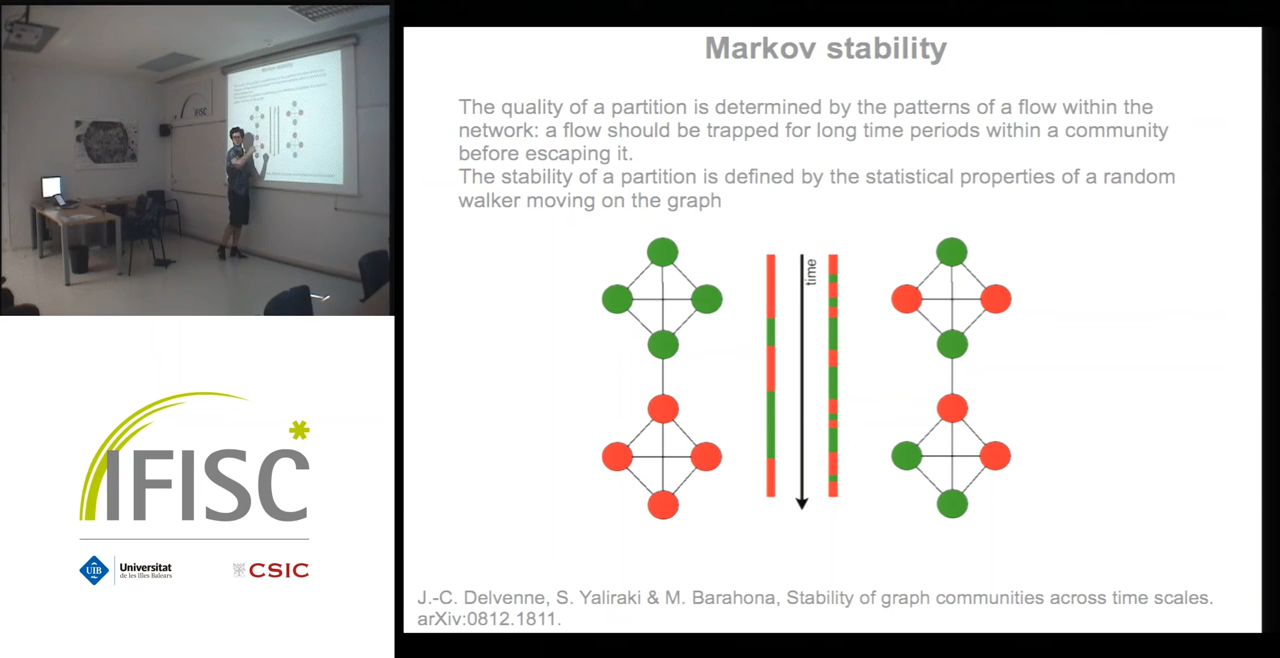 Markov stability
The quality of a partition is determined by the patterns of a flow within the
network: a flow should be trapped for long time periods within a community
before escaping it.
The stability of a partition is defined by the statistical properties of a random
walker moving on the graph
time
J.-C. Delvenne, S. Yaliraki & M. Barahona, Stability of graph communities across time scales.
arXiv:0812.1811.
Markov stability
IFISC
IFISC
UIB
Universitat
de les Illes Balears
CSIC